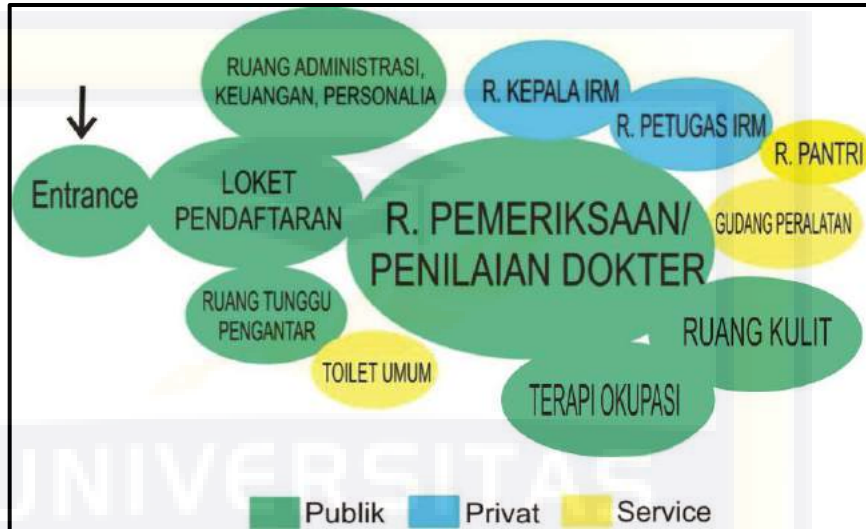 RUANG ADMINISTRASI,
KEUANGAN, PERSONALIA
R. KEPALA IRM
R. PETUGAS IRM
R. PANTRI
Entrance
LOKET
PENDAFTARAN
R. PEMERIKSAAN/
PENILAIAN DOKTER
GUDANG PERALATAN
RUANG TUNGGU
PENGANTAR
RUANG KULIT
TOILET UMUM
TERAPI OKUPASI
UNIVERSITAS
Publik
Privat
Service